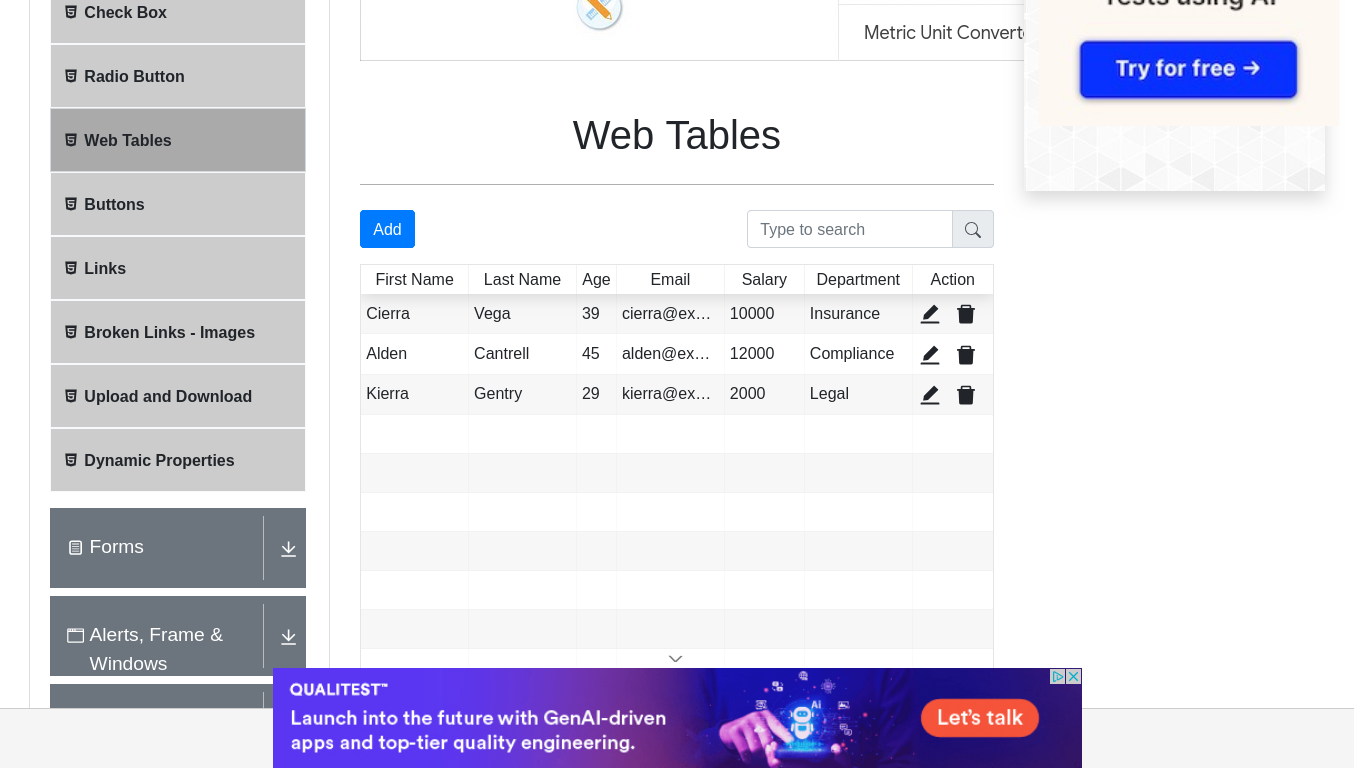 Check Box
Radio Button
Web Tables
Buttons
Links
Broken Links - Images
Upload and Download
Dynamic Properties
Forms
Alerts, Frame &
Windows
Metric Unit
Web Tables
Add
Type to search
First Name Last Name Age Email Salary Department Action
Cierra Vega 39 cierra@ex... 10000 Insurance
Alden Cantrell 45 alden@ex... 12000 Compliance
Kierra Gentry 29 kierra@ex... 2000 Legal
Tests using AI
Try for free →
QUALITEST™
Launch into the future with GenAI-driven
apps and top-tier quality engineering.
Ai
Let's talk